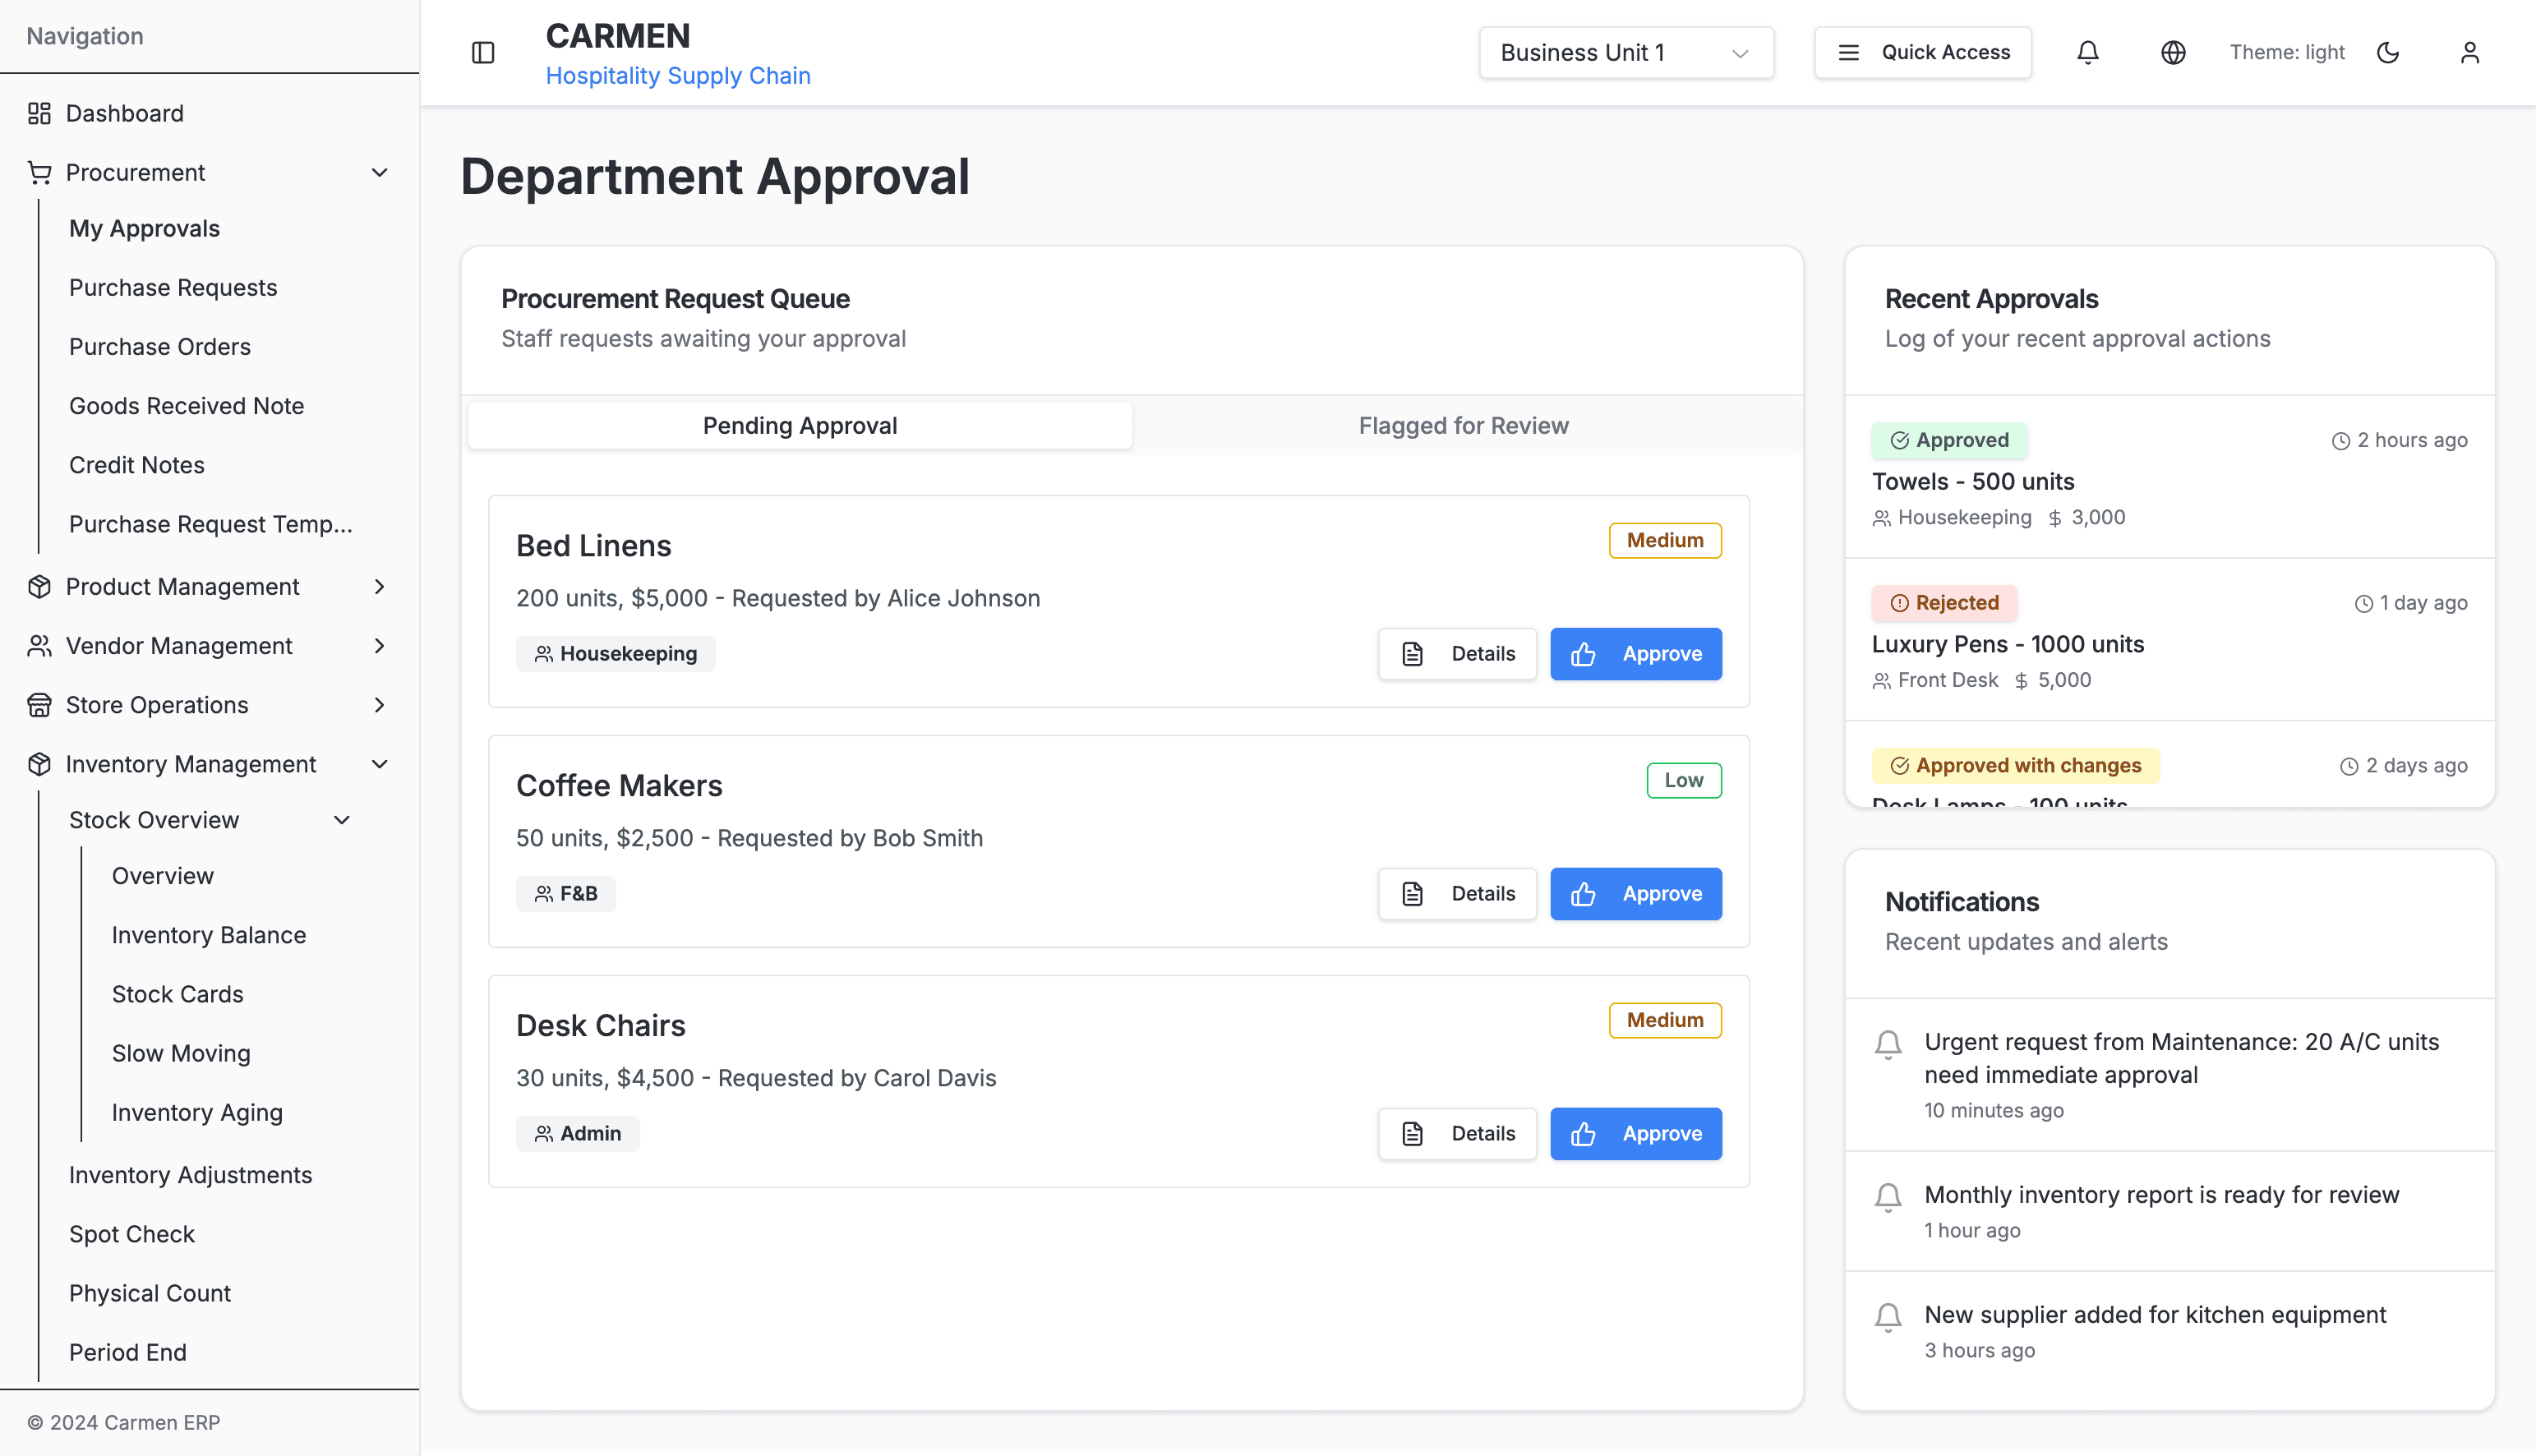 Navigation
Dashboard
Procurement
My Approvals
Purchase Requests
Purchase Orders
Goods Received Note
Credit Notes
Purchase Request Temp...
Product Management
Vendor Management
Store Operations
Inventory Management
Stock Overview
Overview
Inventory Balance
Stock Cards
Slow Moving
Inventory Aging
Inventory Adjustments
Spot Check
Physical Count
Period End
© 2024 Carmen ERP
CARMEN
Hospitality Supply Chain
Business Unit 1
Quick Access
Theme: light
Department Approval
Procurement Request Queue
Staff requests awaiting your approval
Pending Approval
Flagged for Review
Bed Linens
Medium
200 units, $5,000 - Requested by Alice Johnson
Housekeeping
Details
Approve
Coffee Makers
Low
50 units, $2,500 - Requested by Bob Smith
F&B
Details
Approve
Desk Chairs
Medium
30 units, $4,500 - Requested by Carol Davis
Admin
Details
Approve
Recent Approvals
Log of your recent approval actions
Approved
2 hours ago
Towels - 500 units
Housekeeping $ 3,000
Rejected
1 day ago
Luxury Pens - 1000 units
Front Desk $ 5,000
Approved with changes
2 days ago
Desk Lamps - 100 units
Notifications
Recent updates and alerts
Urgent request from Maintenance: 20 A/C units
need immediate approval
10 minutes ago
Monthly inventory report is ready for review
1 hour ago
New supplier added for kitchen equipment
3 hours ago